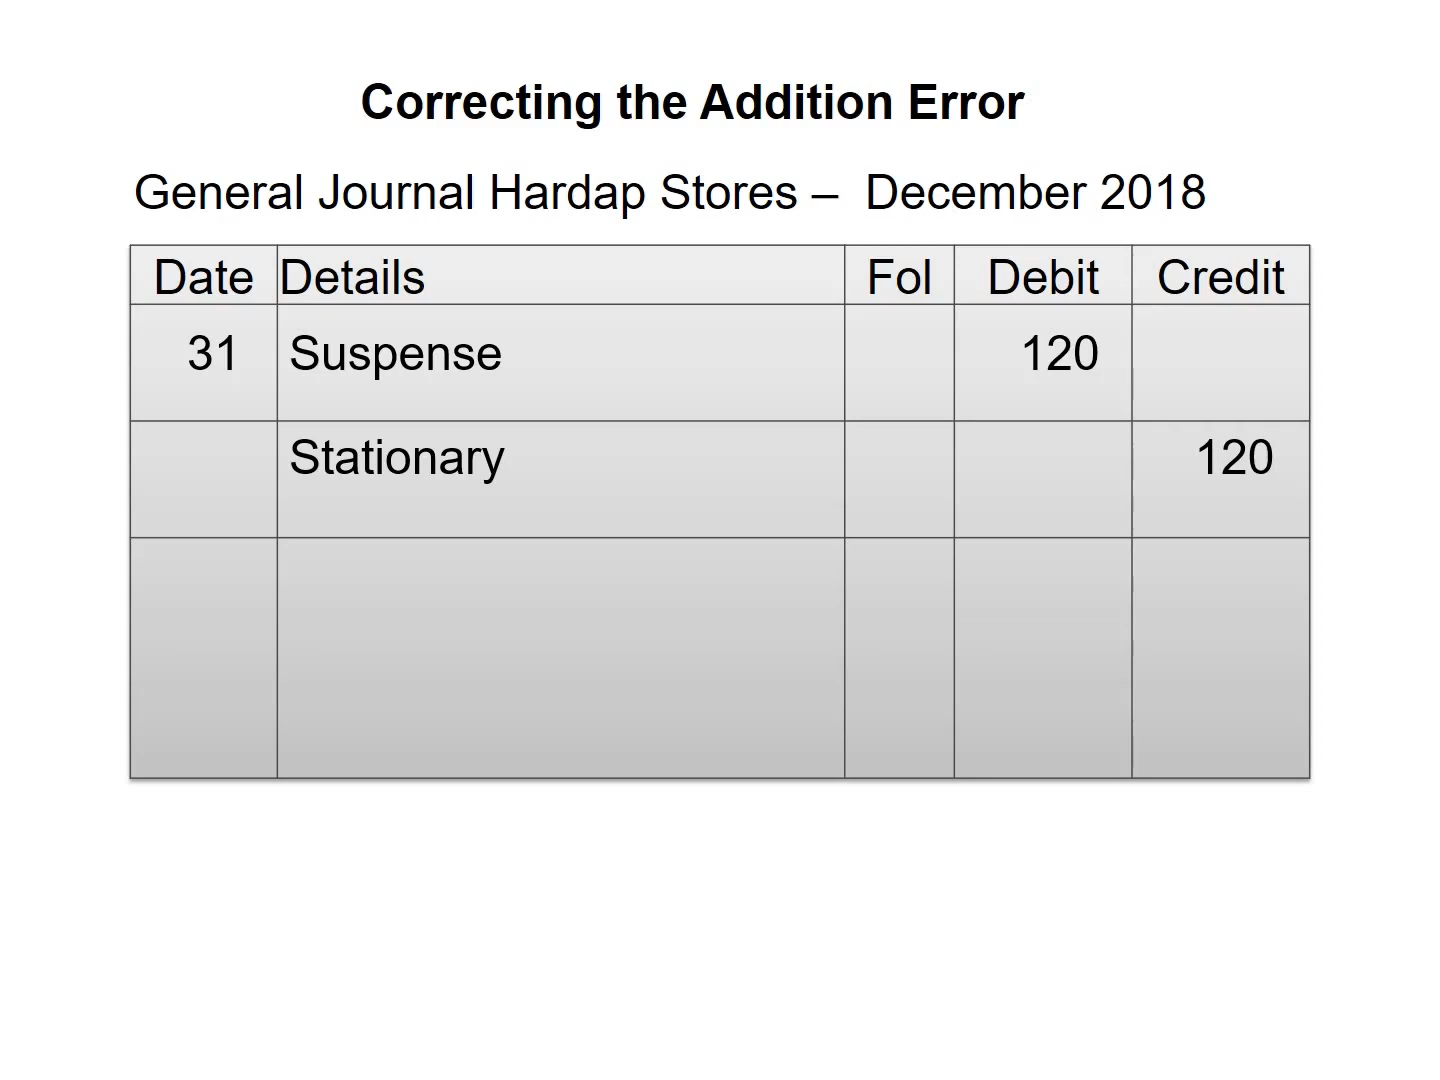 Correcting the Addition Error
General Journal Hardap Stores – December 2018
Date Details Fol Debit Credit
31 Suspense 120
Stationary 120